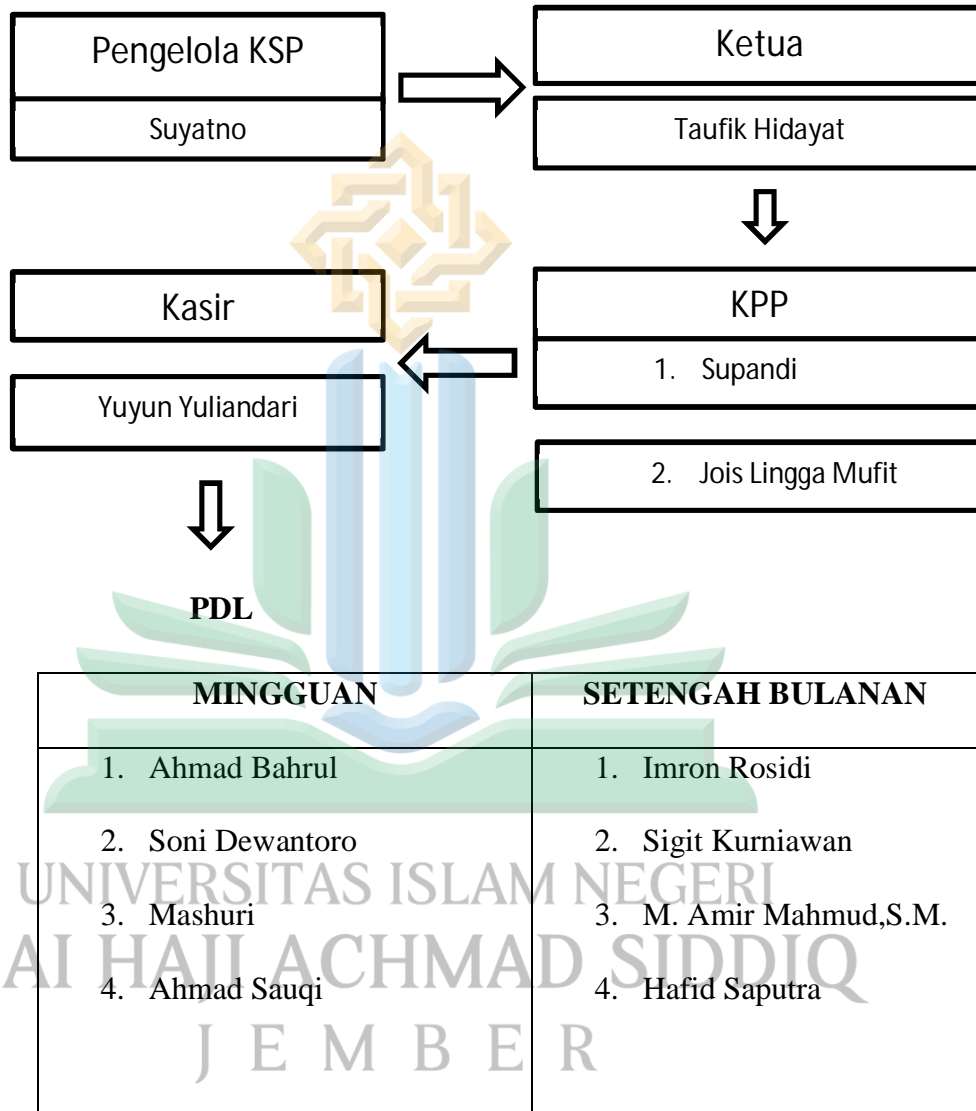 Pengelola KSP
Suyatno
Ketua
Taufik Hidayat
Kasir
Yuyun Yuliandari
KPP
1. Supandi
2. Jois Lingga Mufit
PDL
MINGGUAN
SETENGAH BULANAN
1. Ahmad Bahrul
2. Soni Dewantoro
3. Mashuri
4. Ahmad Sauqi
1. Imron Rosidi
2. Sigit Kurniawan
3. M. Amir Mahmud,S.M.
4. Hafid Saputra
UNIVERSITAS ISLAM NEGERI
AI HAJI ACHMAD SIDDIQ
JEMBER